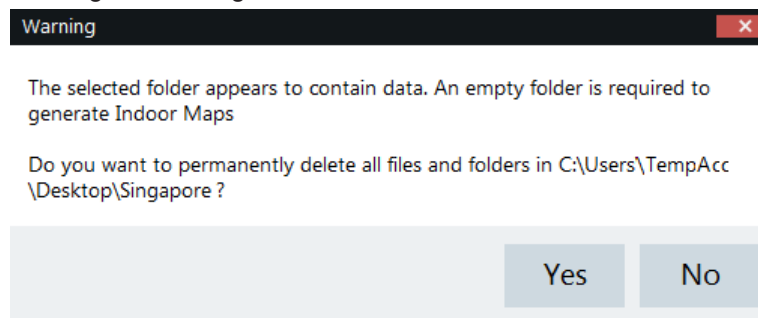 Warning
The selected folder appears to contain data. An empty folder is required to
generate Indoor Maps
Do you want to permanently delete all files and folders in C:\Users\TempAcc
\Desktop\Singapore ?
Yes No